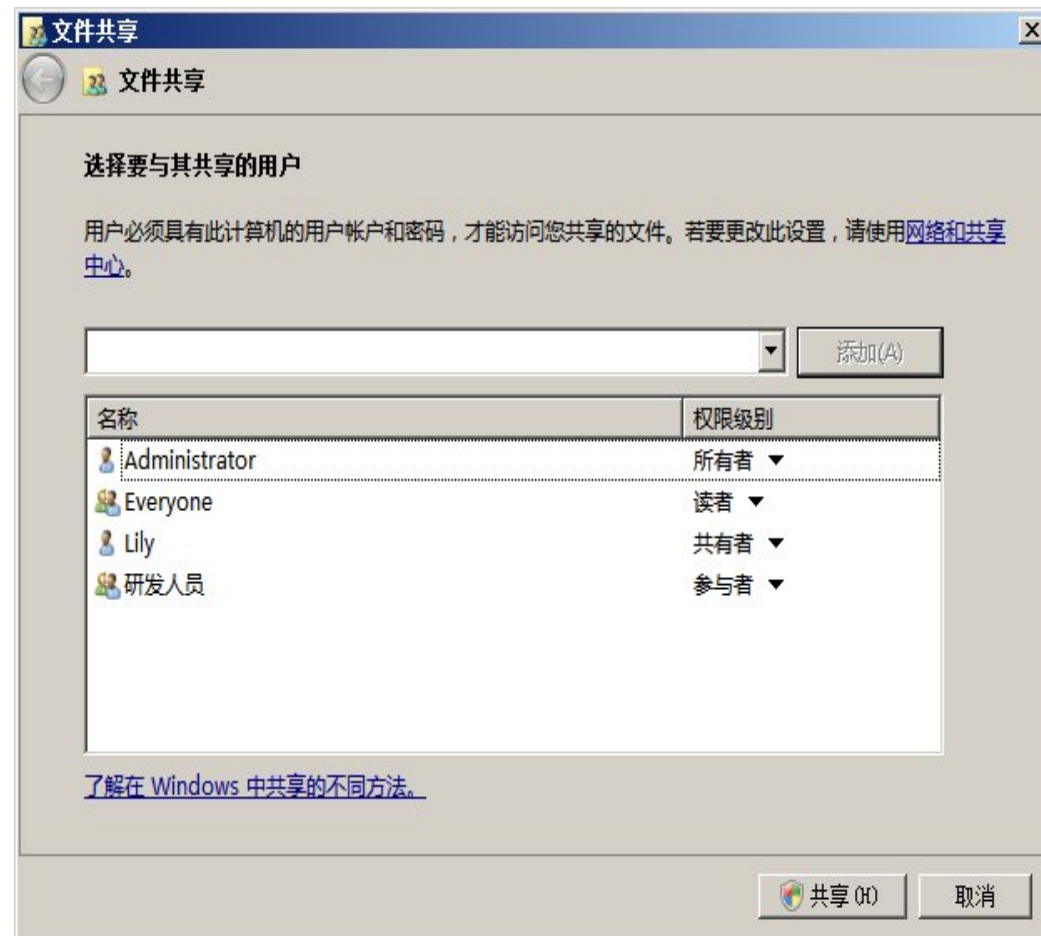 文件共享
文件共享
选择要与其共享的用户
用户必须具有此计算机的用户帐户和密码，才能访问您共享的文件。若要更改此设置，请使用网络和共享
中心。
添加(A)
名称 权限级别
Administrator 所有者
Everyone 读者
Lily 共有者
研发人员 参与者
了解在 Windows 中共享的不同方法。
共享(H) 取消